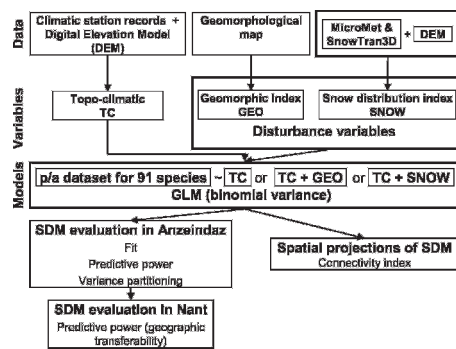 Data
Climatic station records +
Digital Elevation Model
(DEM)
Geomorphological
map
MicroMet &
SnowTran3D + DEM
Variables
Topo-climatic
TC
Geomorphic Index
GEO
Snow distribution index
SNOW
Disturbance variables
Models
p/a dataset for 91 species ~ TC or TC + GEO or TC + SNOW
GLM (binomial variance)
SDM evaluation in Anzeindaz
Fit
Predictive power
Variance partitioning
Spatial projections of SDM
Connectivity index
SDM evaluation in Nant
Predictive power (geographic
transferability)